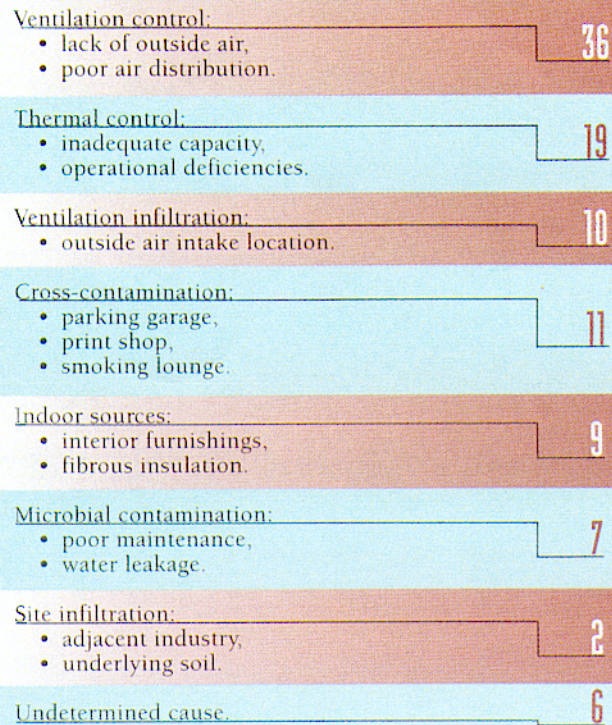 Ventilation control: 36
• lack of outside air,
• poor air distribution.
Thermal control: 19
• inadequate capacity,
• operational deficiencies.
Ventilation infiltration: 10
• outside air intake location.
Cross-contamination: 11
• parking garage,
• print shop,
• smoking lounge.
Indoor sources: 9
• interior furnishings,
• fibrous insulation.
Microbial contamination: 7
• poor maintenance,
• water leakage.
Site infiltration: 2
• adjacent industry,
• underlying soil.
Undetermined cause. 6